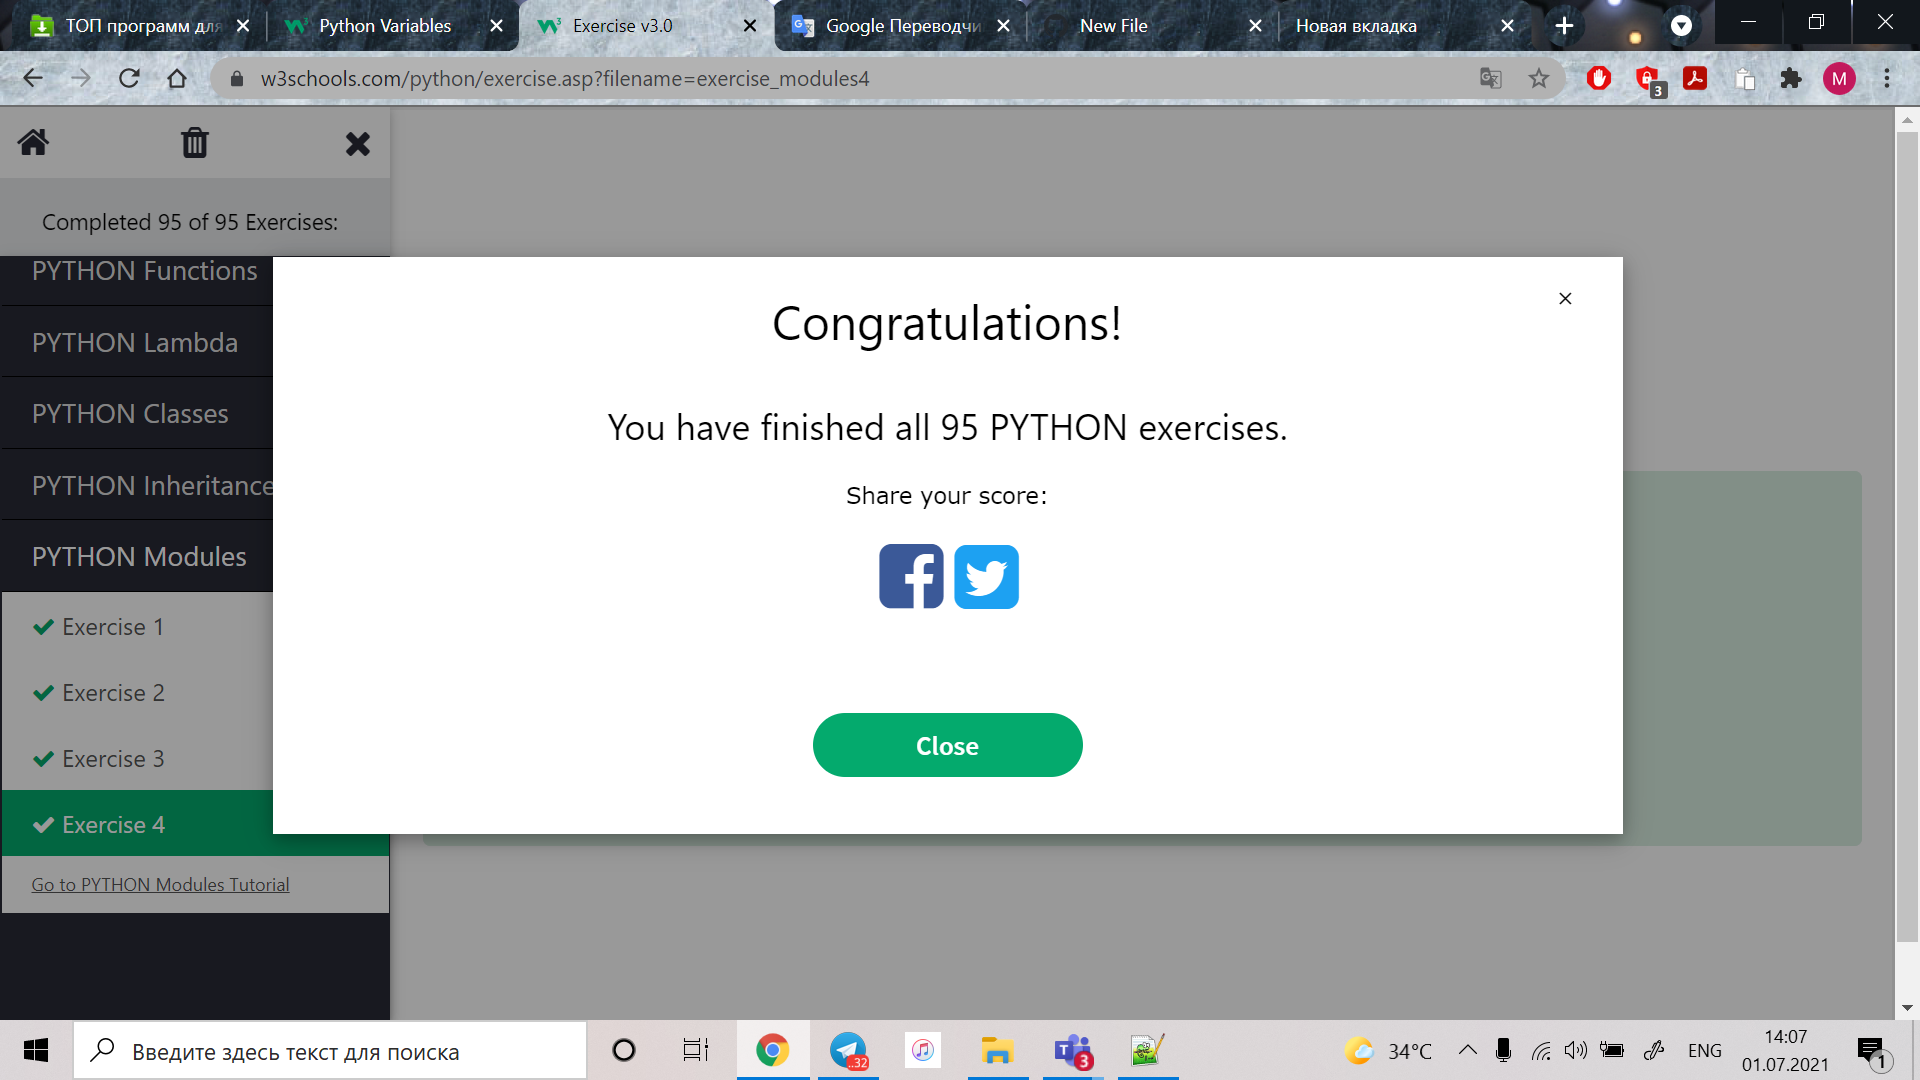 ТОП программ для
Python Variables
Exercise v3.0
Google Переводчи
New File
Новая вкладка
w3schools.com/python/exercise.asp?filename=exercise_modules4
3
M
Completed 95 of 95 Exercises:
PYTHON Functions
PYTHON Lambda
PYTHON Classes
PYTHON Inheritance
PYTHON Modules
Exercise 1
Exercise 2
Exercise 3
Exercise 4
Go to PYTHON Modules Tutorial
Congratulations!
You have finished all 95 PYTHON exercises.
Share your score:
Close
Введите здесь текст для поиска
..32
3
34°C
ENG
14:07
01.07.2021
1